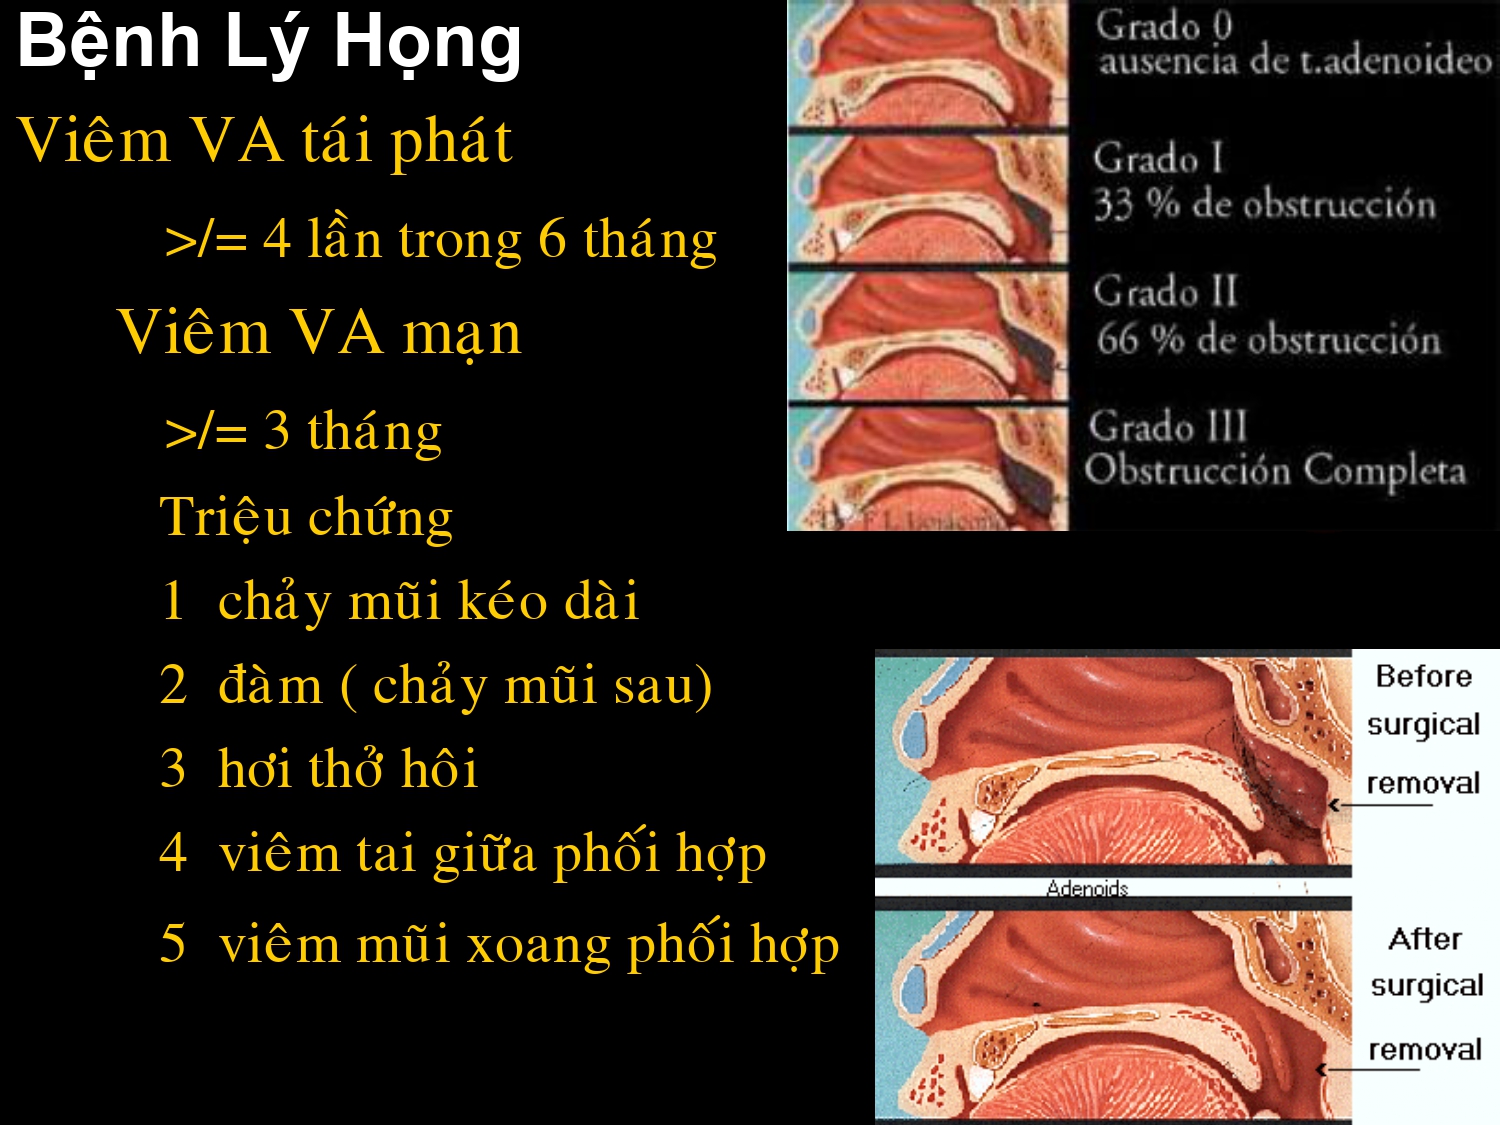 Bệnh Lý Họng
Viêm VA tái phát
>/= 4 lần trong 6 tháng
Viêm VA mạn
>/= 3 tháng
Triệu chứng
1 chảy mũi kéo dài
2 đàm ( chảy mũi sau)
3 hơi thở hôi
4 viêm tai giữa phối hợp
5 viêm mũi xoang phối hợp
Grado 0
ausencia de t.adenoideo
Grado I
33 % de obstrucción
Grado II
66 % de obstrucción
Grado III
Obstrucción Completa
Before
surgical
removal
Adenoids
After
surgical
removal